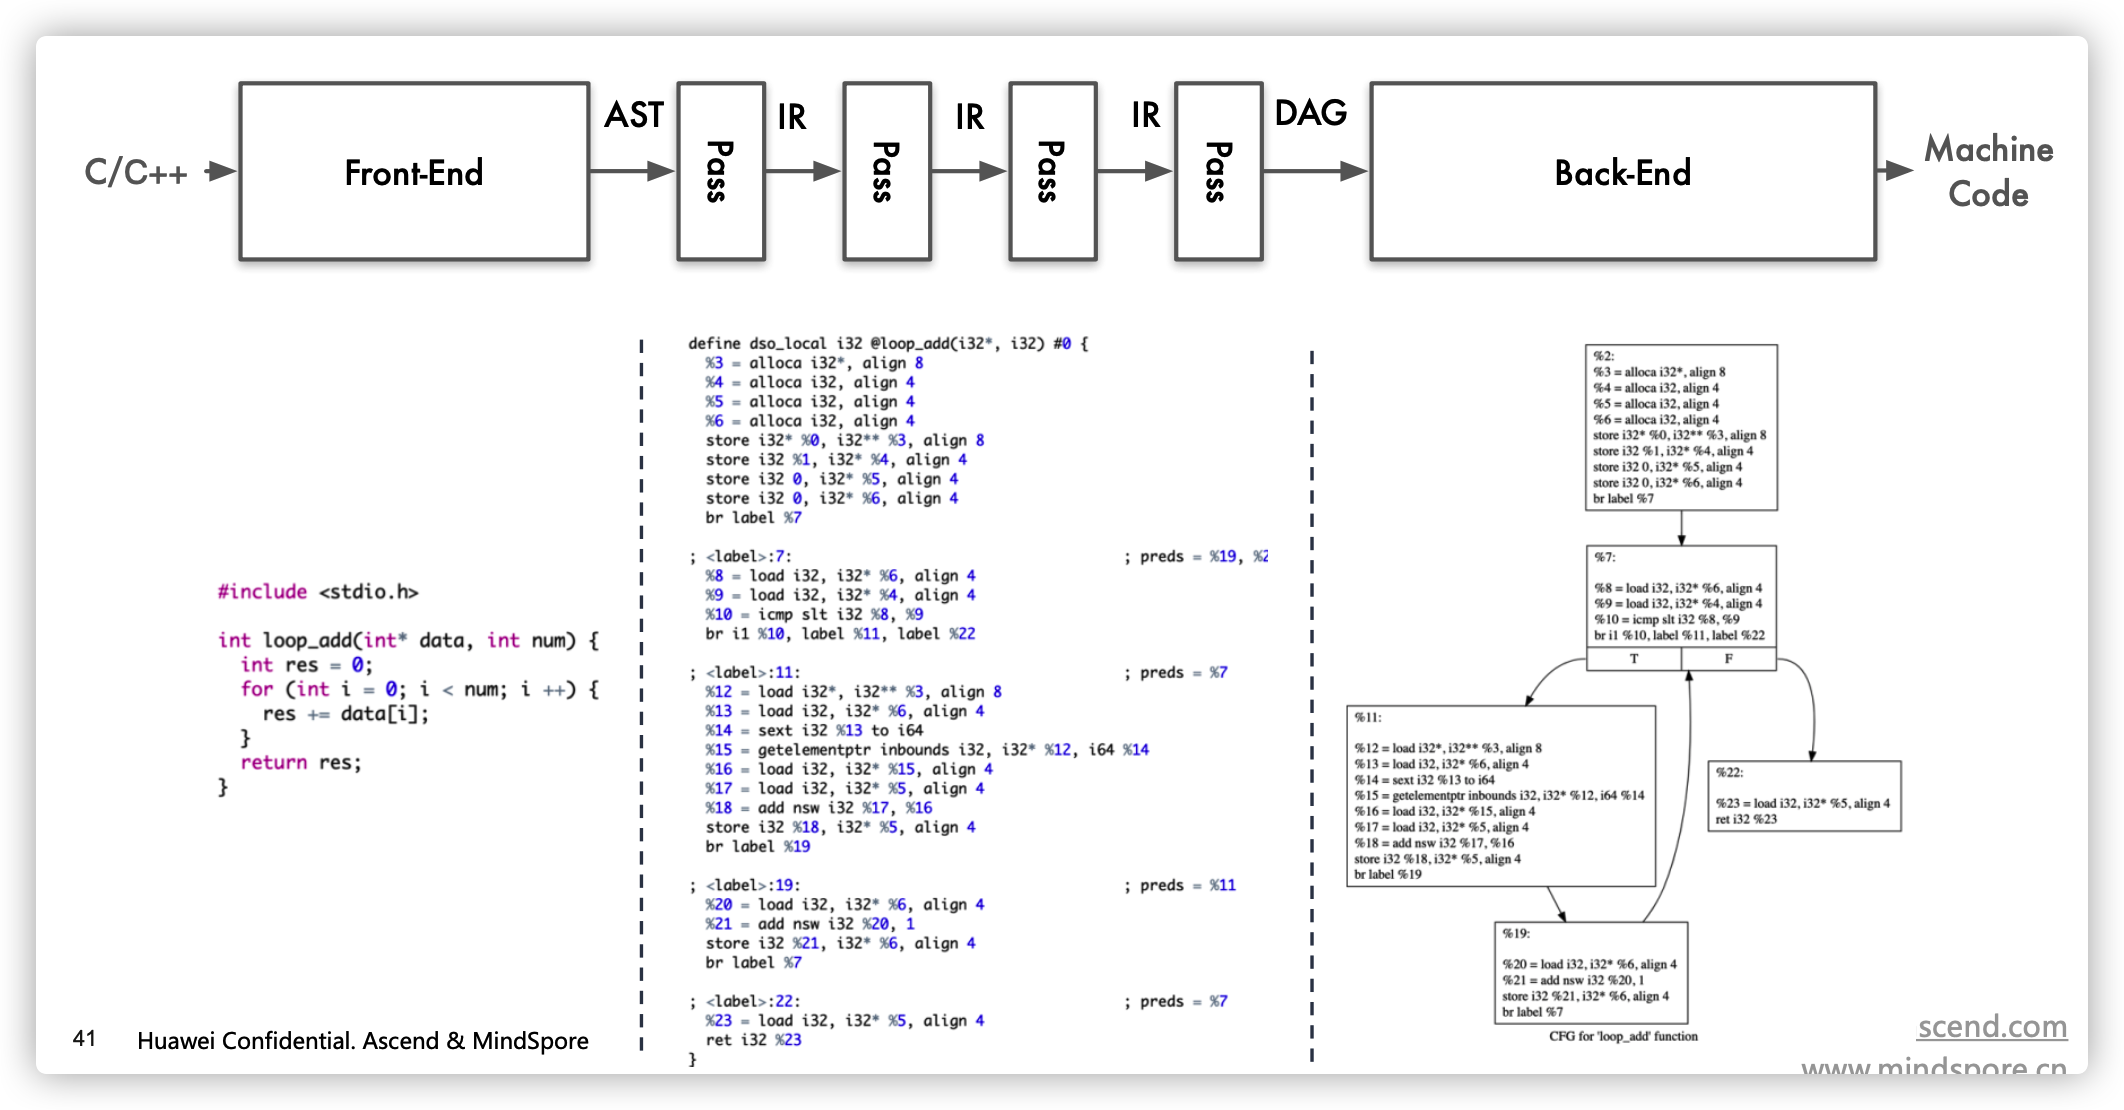 C/C++
Front-End
AST
Pass
IR
Pass
IR
Pass
IR
Pass
DAG
Back-End
Machine
Code
#include <stdio.h>
int loop_add(int* data, int num) {
int res = 0;
for (int i = 0; i < num; i ++) {
res += data[i];
}
return res;
}
define dso_local i32 @loop_add(i32*, i32) #0 {
%3 = alloca i32*, align 8
%4 = alloca i32, align 4
%5 = alloca i32, align 4
%6 = alloca i32, align 4
store i32* %0, i32** %3, align 8
store i32 %1, i32* %4, align 4
store i32 0, i32* %5, align 4
store i32 0, i32* %6, align 4
br label %7
; <label>:7: ; preds = %19, %2
%8 = load i32, i32* %6, align 4
%9 = load i32, i32* %4, align 4
%10 = icmp slt i32 %8, %9
br i1 %10, label %11, label %22
; <label>:11: ; preds = %7
%12 = load i32*, i32** %3, align 8
%13 = load i32, i32* %6, align 4
%14 = sext i32 %13 to i64
%15 = getelementptr inbounds i32, i32* %12, i64 %14
%16 = load i32, i32* %15, align 4
%17 = load i32, i32* %5, align 4
%18 = add nsw i32 %17, %16
store i32 %18, i32* %5, align 4
br label %19
; <label>:19: ; preds = %11
%20 = load i32, i32* %6, align 4
%21 = add nsw i32 %20, 1
store i32 %21, i32* %6, align 4
br label %7
; <label>:22: ; preds = %7
%23 = load i32, i32* %5, align 4
ret i32 %23
}
%2:
%3 = alloca i32*, align 8
%4 = alloca i32, align 4
%5 = alloca i32, align 4
%6 = alloca i32, align 4
store i32* %0, i32** %3, align 8
store i32 %1, i32* %4, align 4
store i32 0, i32* %5, align 4
store i32 0, i32* %6, align 4
br label %7
%7:
%8 = load i32, i32* %6, align 4
%9 = load i32, i32* %4, align 4
%10 = icmp slt i32 %8, %9
br i1 %10, label %11, label %22
T
F
%11:
%12 = load i32*, i32** %3, align 8
%13 = load i32, i32* %6, align 4
%14 = sext i32 %13 to i64
%15 = getelementptr inbounds i32, i32* %12, i64 %14
%16 = load i32, i32* %15, align 4
%17 = load i32, i32* %5, align 4
%18 = add nsw i32 %17, %16
store i32 %18, i32* %5, align 4
br label %19
%22:
%23 = load i32, i32* %5, align 4
ret i32 %23
%19:
%20 = load i32, i32* %6, align 4
%21 = add nsw i32 %20, 1
store i32 %21, i32* %6, align 4
br label %7
CFG for 'loop_add' function
41
Huawei Confidential. Ascend & MindSpore
scend.com
www.mindspore.cn